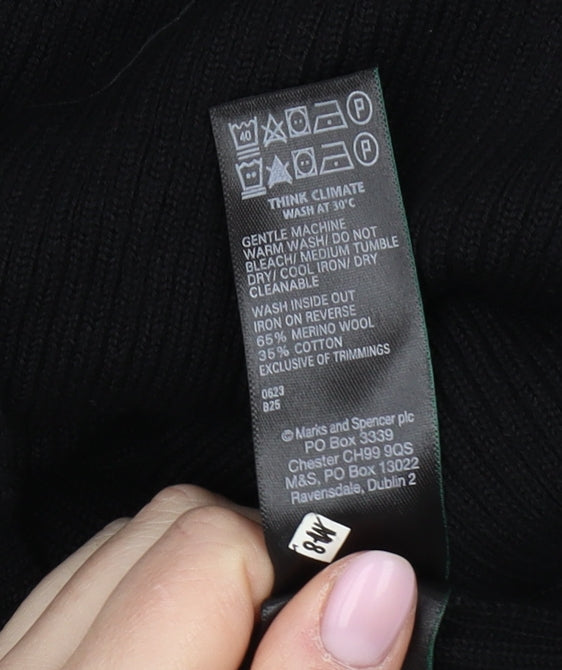 40
P
P
THINK CLIMATE
WASH AT 30°C
GENTLE MACHINE
WARM WASH/ DO NOT
BLEACH/ MEDIUM TUMBLE
DRY/ COOL IRON/ DRY
CLEANABLE
WASH INSIDE OUT
IRON ON REVERSE
65% MERINO WOOL
35% COTTON
EXCLUSIVE OF TRIMMINGS
0623
B25
© Marks and Spencer plc
PO Box 3339
Chester CH99 9QS
M&S, PO Box 13022
Ravensdale, Dublin 2